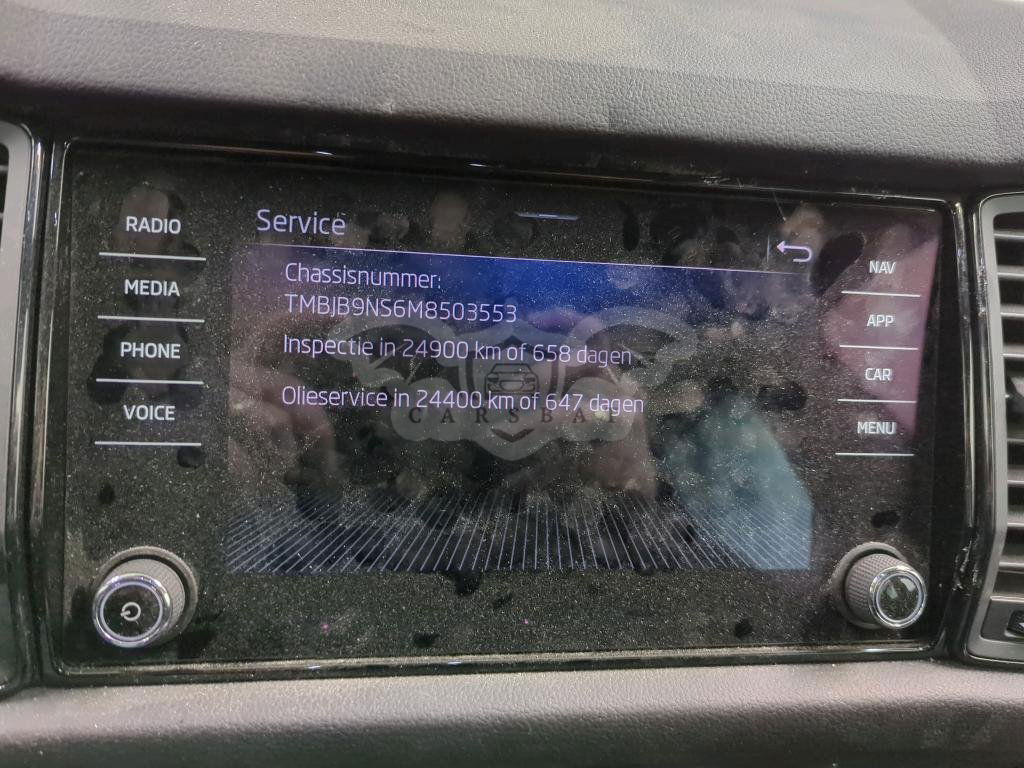 Service
RADIO
MEDIA
PHONE
VOICE
Chassisnummer:
TMBJB9NS6M8503553
Inspectie in 24900 km of 658 dagen
Olieservice in 24400 km of 647 dagen
NAV
APP
CAR
MENU